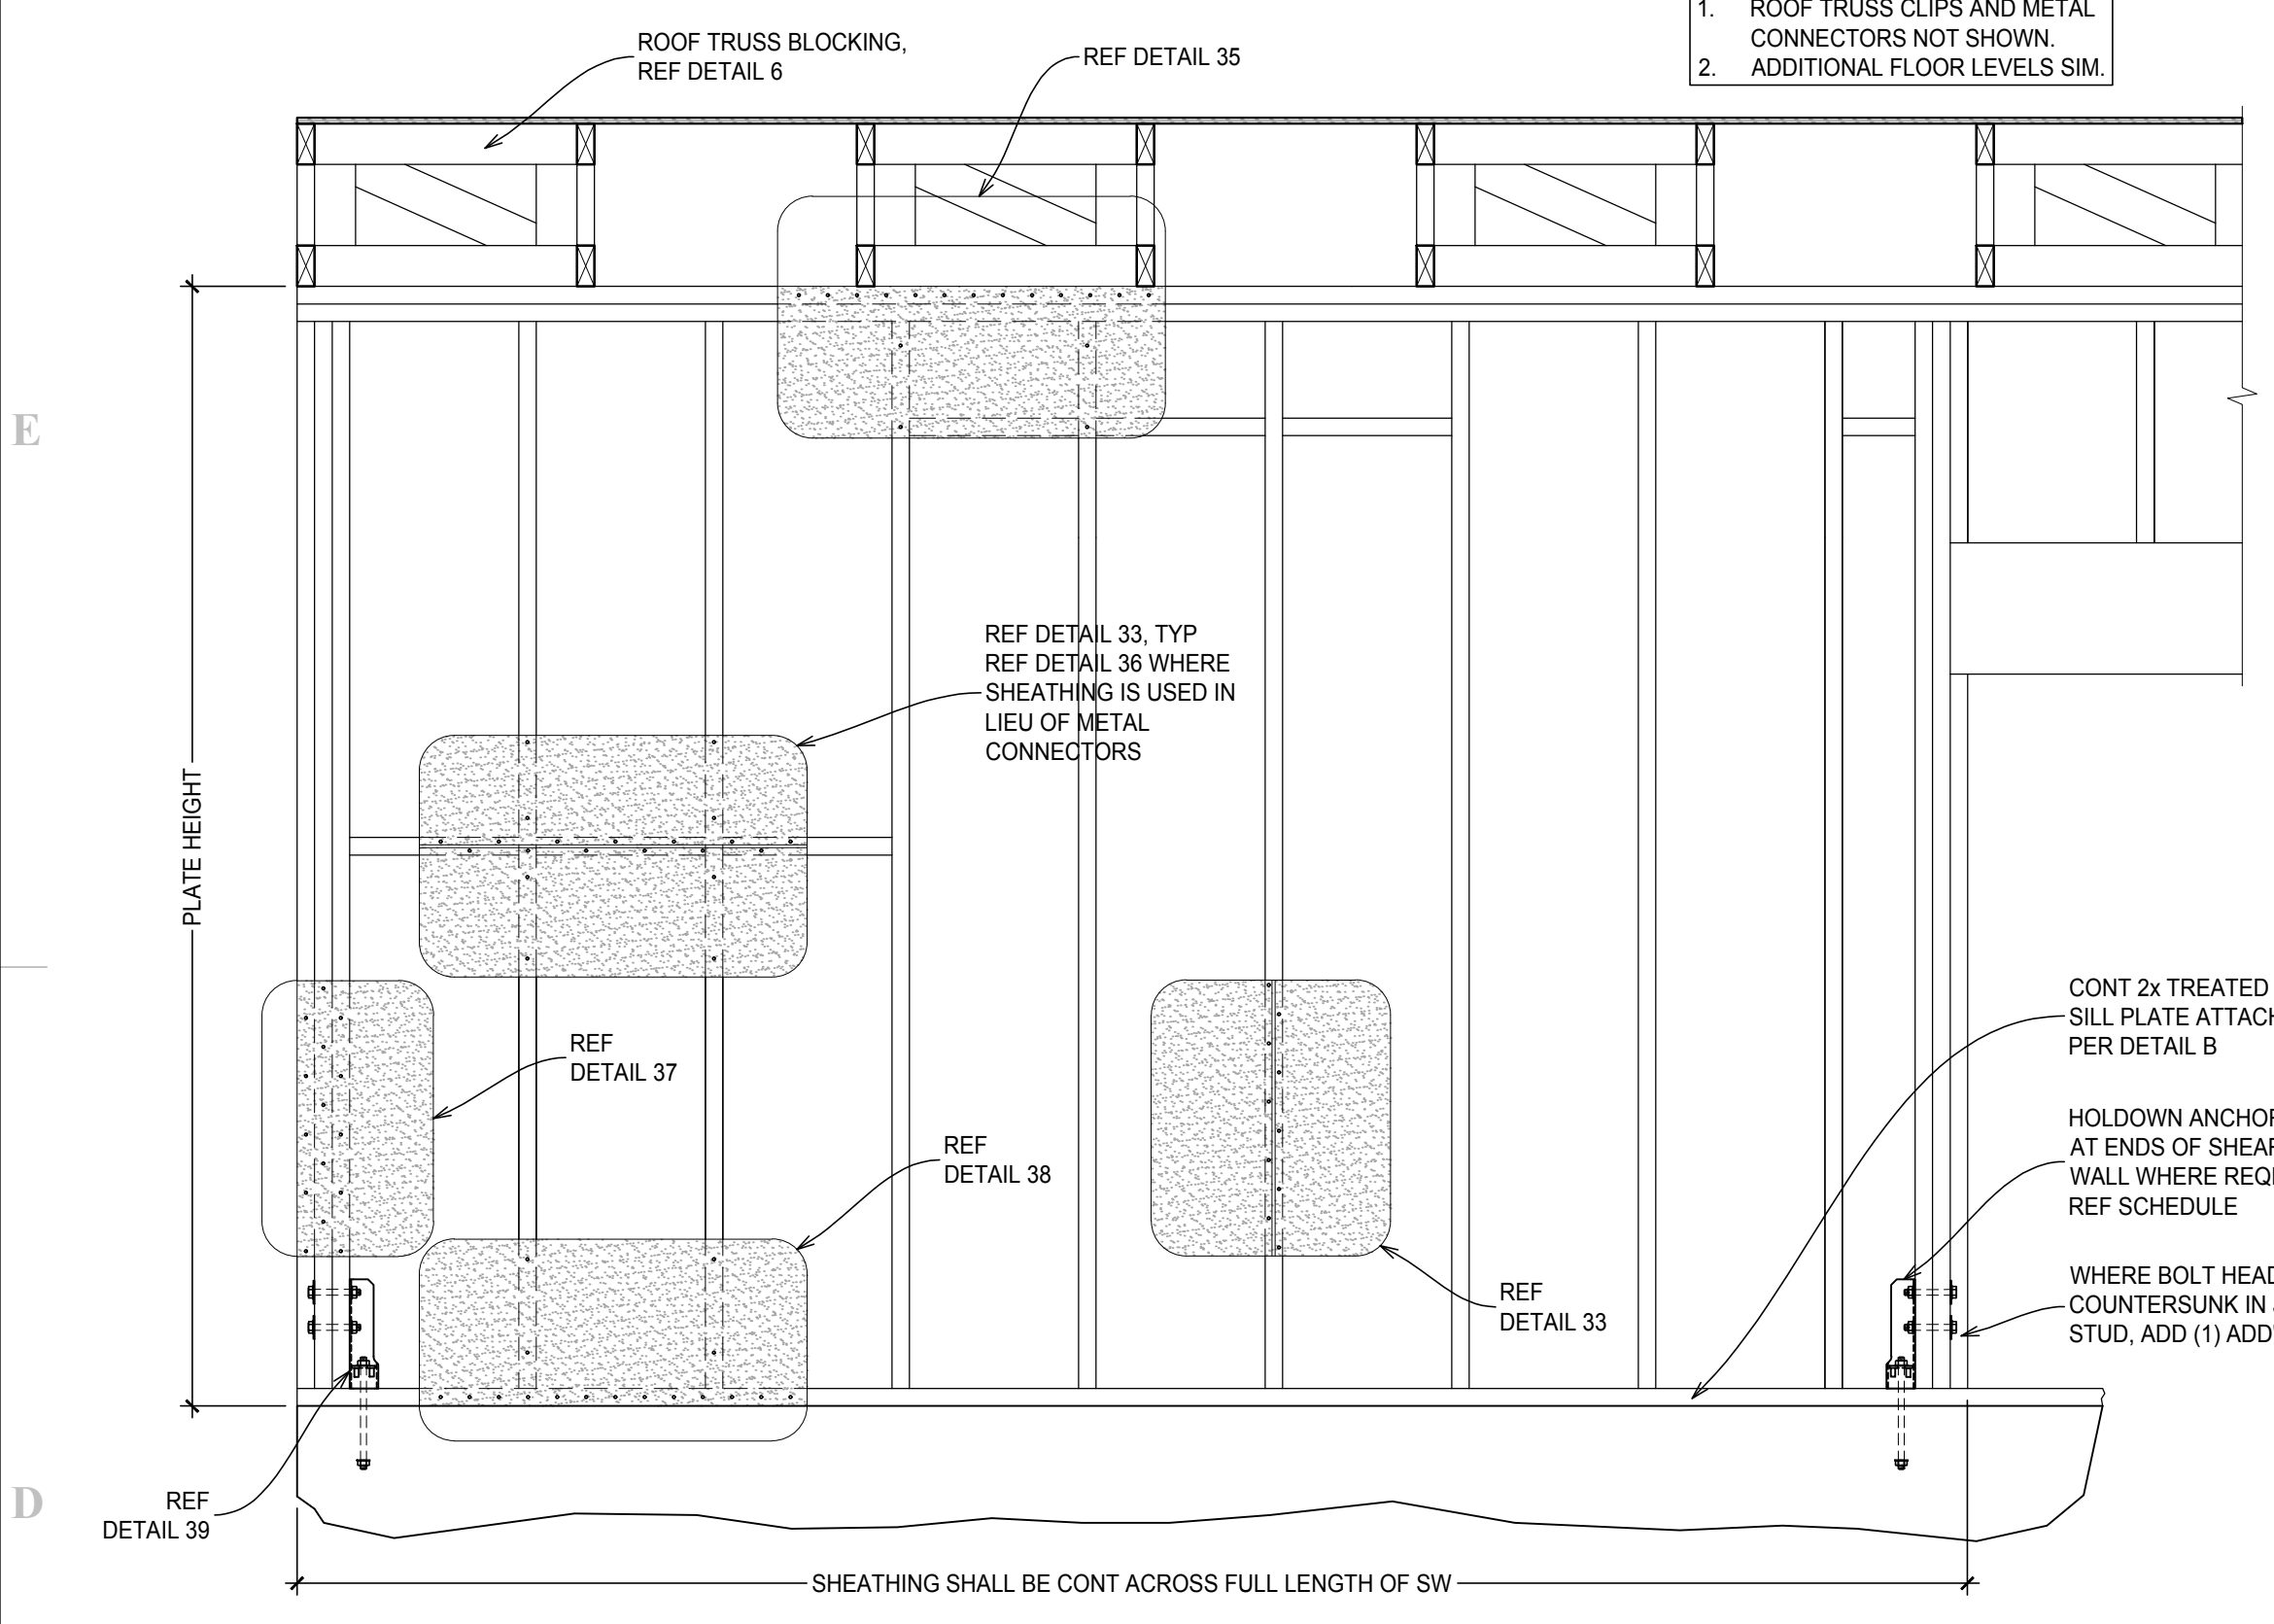 1. ROOF TRUSS CLIPS AND METAL
CONNECTORS NOT SHOWN.
2. ADDITIONAL FLOOR LEVELS SIM.
ROOF TRUSS BLOCKING,
REF DETAIL 6
REF DETAIL 35
E
REF DETAIL 33, TYP
REF DETAIL 36 WHERE
SHEATHING IS USED IN
LIEU OF METAL
CONNECTORS
PLATE HEIGHT
CONT 2x TREATED
SILL PLATE ATTACH
PER DETAIL B
REF
DETAIL 37
HOLDOWN ANCHOR
AT ENDS OF SHEAR
WALL WHERE REQ
REF SCHEDULE
REF
DETAIL 38
WHERE BOLT HEAD
COUNTERSUNK IN
STUD, ADD (1) ADD'
REF
DETAIL 33
D
REF
DETAIL 39
SHEATHING SHALL BE CONT ACROSS FULL LENGTH OF SW